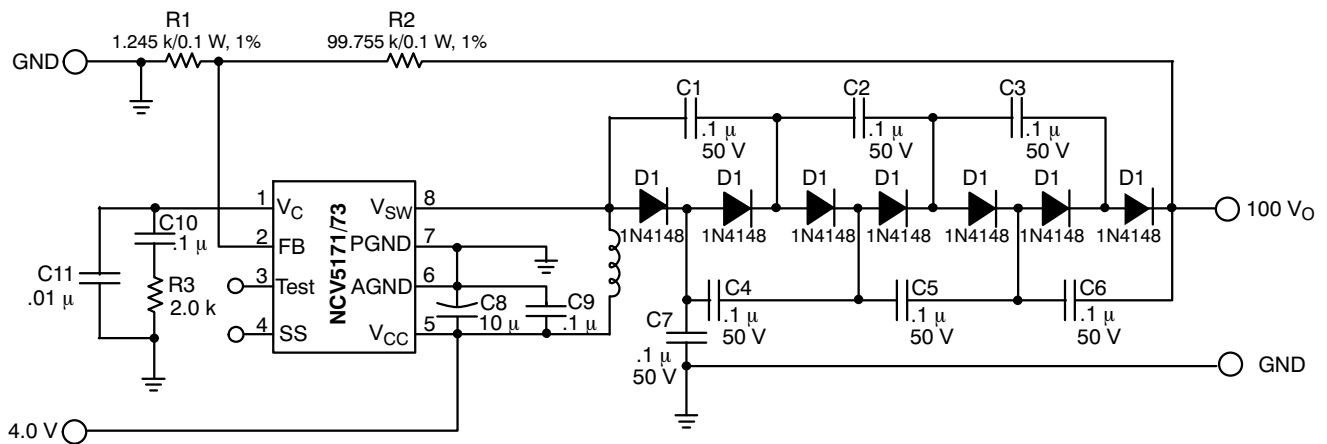 R1
1.245 k/0.1 W, 1%
R2
99.755 k/0.1 W, 1%
GND
C1
.1 μ
50 V
C2
.1 μ
50 V
C3
.1 μ
50 V
D1
D1
D1
D1
D1
D1
D1
1N4148
1N4148
1N4148
1N4148
1N4148
1N4148
1N4148
100 VO
1
VC
2
FB
3
Test
4
SS
NCV5171/73
VSW
8
PGND
7
AGND
6
VCC
5
C10
.1 μ
C11
.01 μ
R3
2.0 k
C8
10 μ
C9
.1 μ
C4
.1 μ
50 V
C5
.1 μ
50 V
C6
.1 μ
50 V
C7
.1 μ
50 V
GND
4.0 V